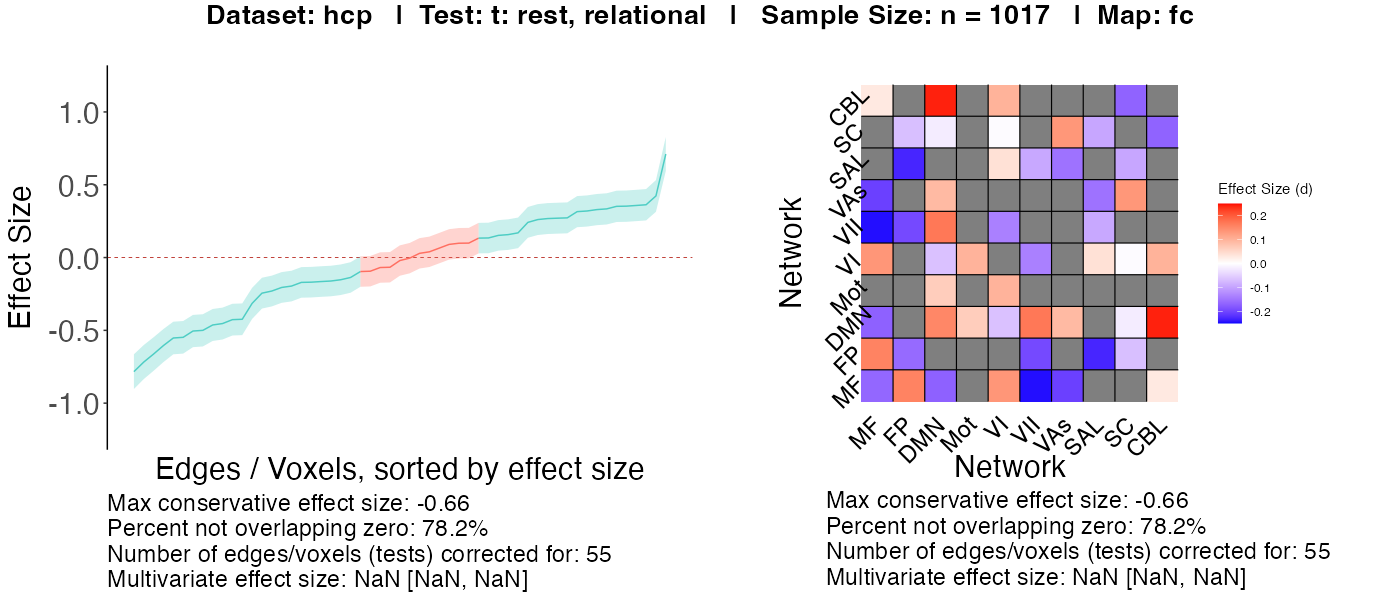 Dataset: hcp | Test: t: rest, relational | Sample Size: n = 1017 | Map: fc
Effect Size
1.0
0.5
0.0
-0.5
-1.0
Edges / Voxels, sorted by effect size
Max conservative effect size: -0.66
Percent not overlapping zero: 78.2%
Number of edges/voxels (tests) corrected for: 55
Multivariate effect size: NaN [NaN, NaN]
Network
CBL
SC
SAL
VAs
VII
VI
Mot
DMN
FP
MF
MF FP DMN Mot VI VII VAs SAL SC CBL
Network
Effect Size (d)
0.2
0.1
0.0
-0.1
-0.2
Max conservative effect size: -0.66
Percent not overlapping zero: 78.2%
Number of edges/voxels (tests) corrected for: 55
Multivariate effect size: NaN [NaN, NaN]